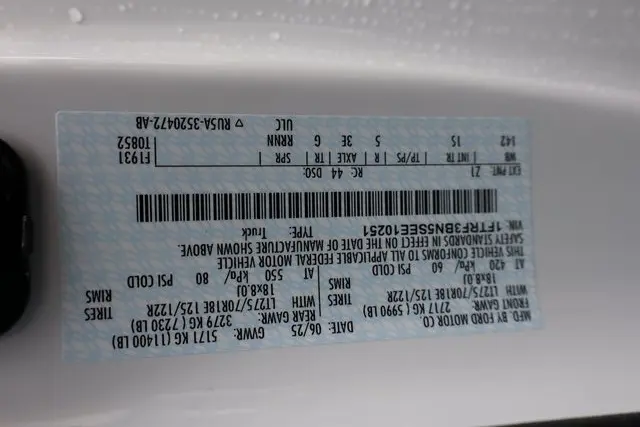 MFD. BY FORD MOTOR CO.
DATE: 06/25 GVWR: 5171 KG (11400 LB)
FRONT GAWR: 2717 KG (5990 LB) REAR GAWR: 3279 KG (7230 LB)
WITH LT275/70R18E 125/122R TIRES WITH LT275/70R18E 125/122R TIRES
18x8.0J RIMS 18x8.0J RIMS
AT 420 kPa/ 60 PSI COLD AT 550 kPa/ 80 PSI COLD
THIS VEHICLE CONFORMS TO ALL APPLICABLE FEDERAL MOTOR VEHICLE
SAFETY STANDARDS IN EFFECT ON THE DATE OF MANUFACTURE SHOWN ABOVE.
VIN: 1FTRF3BN5SEE10251 TYPE: Truck
EXT PNT: Z1 RC: 44 DSO: F1931
WB INT TR TP/PS R AXLE TR SPR T0852
142 1S 5 3E G RRNN
ULC ▽ RU5A-3520472-AB